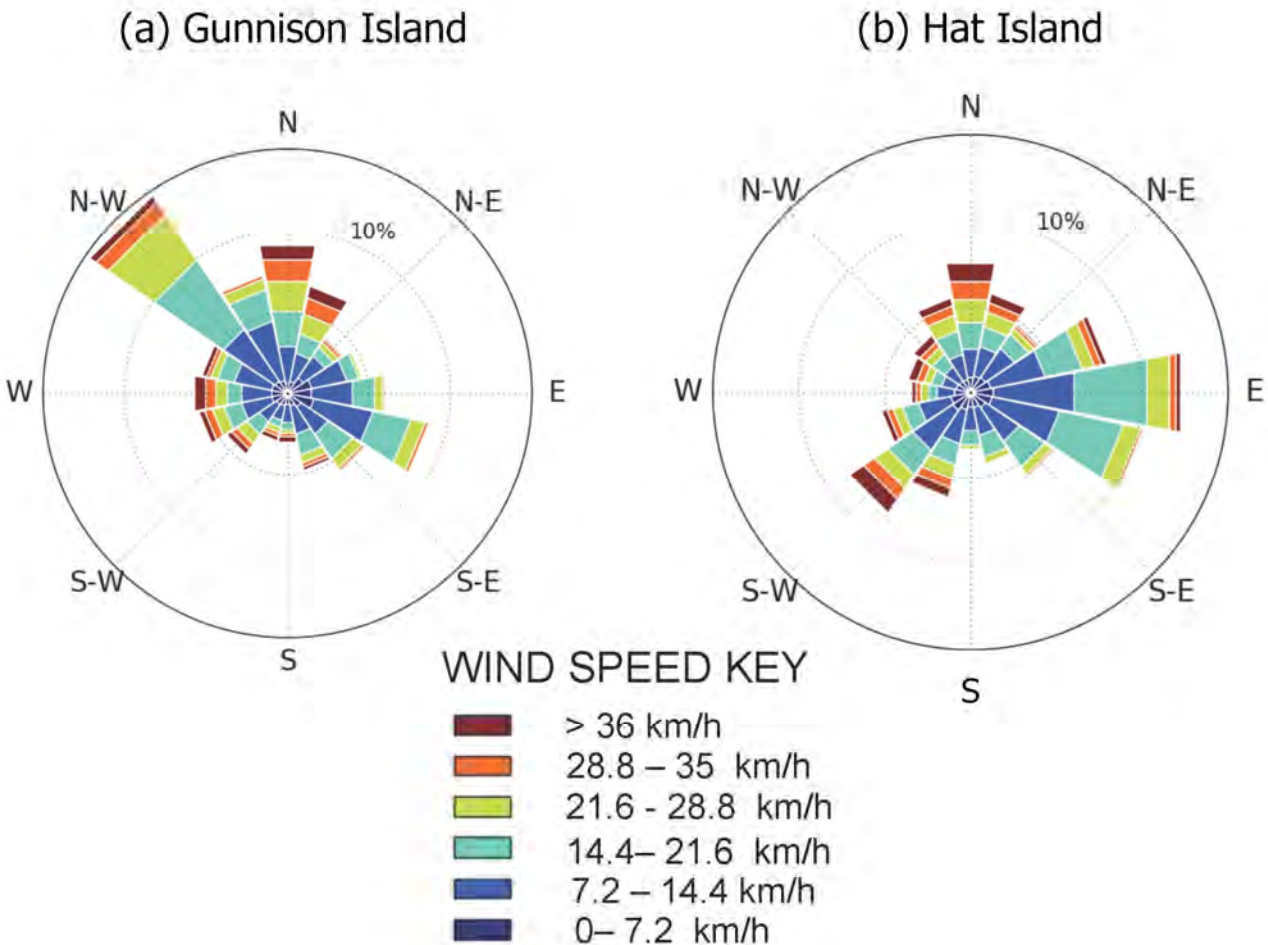 (a) Gunnison Island
(b) Hat Island
N
N-W
N-E
10%
W
E
S-W
S-E
S
N
N-W
N-E
10%
W
E
S-W
S-E
S
WIND SPEED KEY
> 36 km/h
28.8 – 35 km/h
21.6 - 28.8 km/h
14.4– 21.6 km/h
7.2 – 14.4 km/h
0– 7.2 km/h